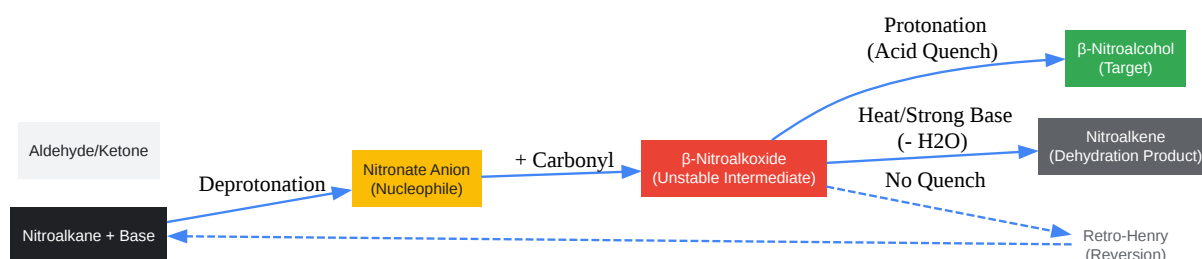 Aldehyde/Ketone
Nitroalkane + Base
Deprotonation
Nitronate Anion
(Nucleophile)
+ Carbonyl
β-Nitroalkoxide
(Unstable Intermediate)
Protonation
(Acid Quench)
β-Nitroalcohol
(Target)
Heat/Strong Base
(- H2O)
Nitroalkene
(Dehydration Product)
No Quench
Retro-Henry
(Reversion)